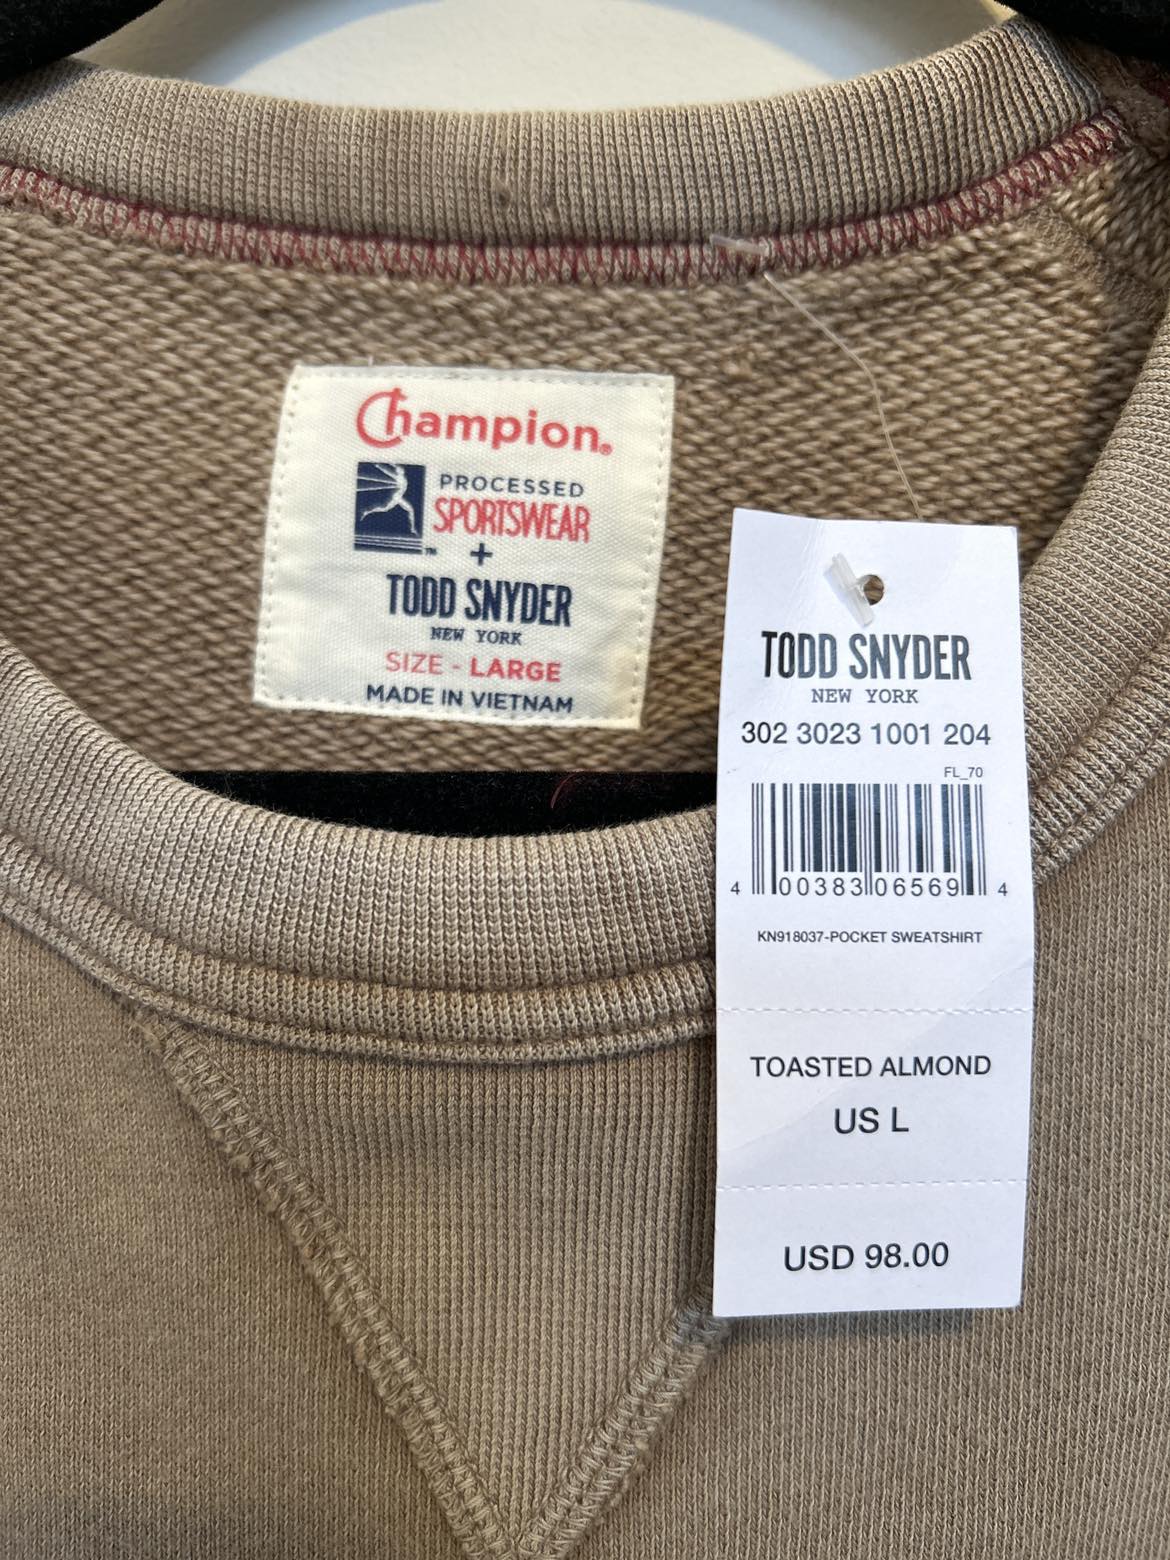 Champion®
PROCESSED
SPORTSWEAR
™
+
TODD SNYDER
NEW YORK
SIZE - LARGE
MADE IN VIETNAM
TODD SNYDER
NEW YORK
302 3023 1001 204
FL_70
4 00383 06569 4
KN918037-POCKET SWEATSHIRT
TOASTED ALMOND
US L
USD 98.00